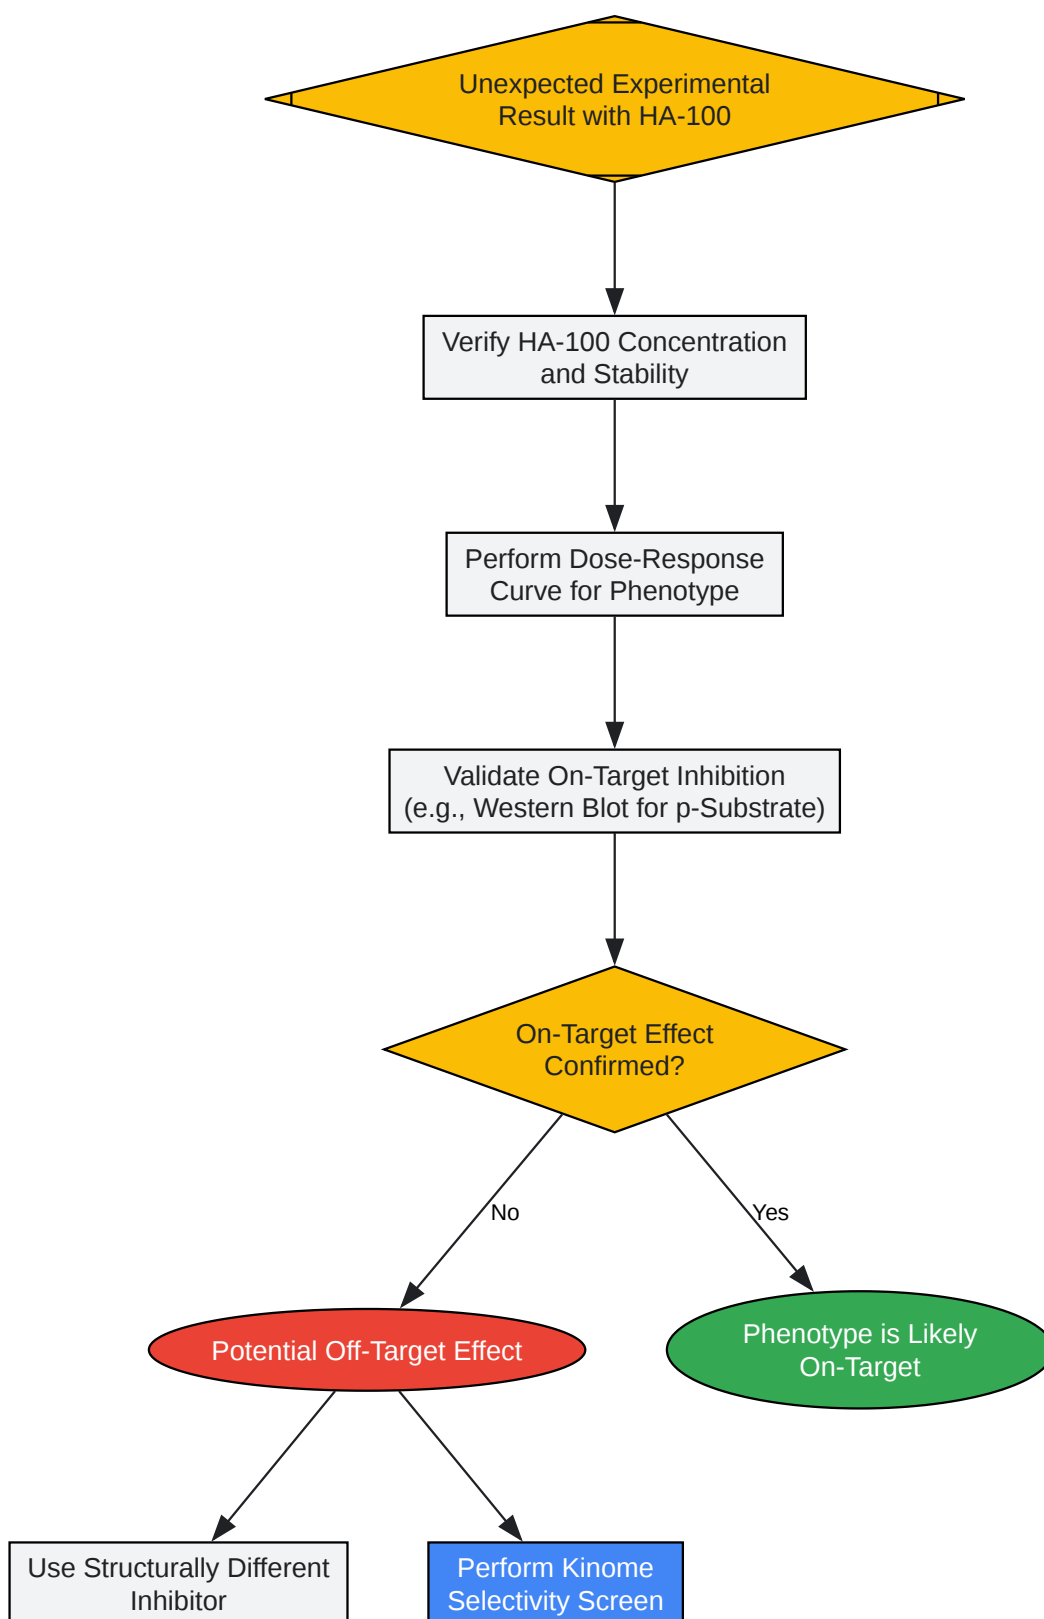 Unexpected Experimental
Result with HA-100
Verify HA-100 Concentration
and Stability
Perform Dose-Response
Curve for Phenotype
Validate On-Target Inhibition
(e.g., Western Blot for p-Substrate)
On-Target Effect
Confirmed?
No
Yes
Potential Off-Target Effect
Phenotype is Likely
On-Target
Use Structurally Different
Inhibitor
Perform Kinome
Selectivity Screen